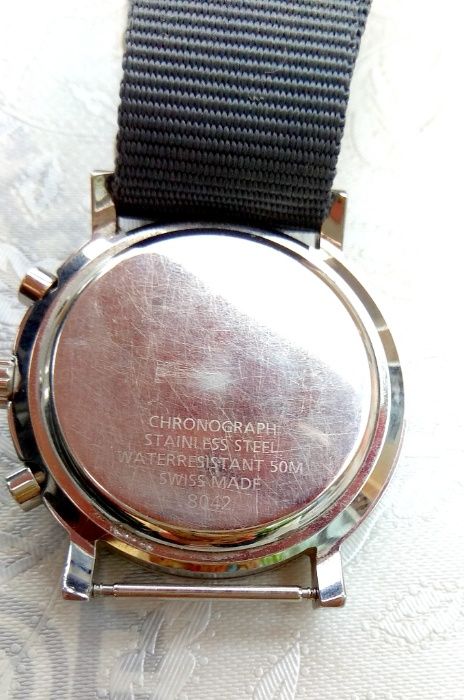 CHRONOGRAPH
STAINLESS STEEL
WATERRESISTANT 50M
SWISS MADE
8042